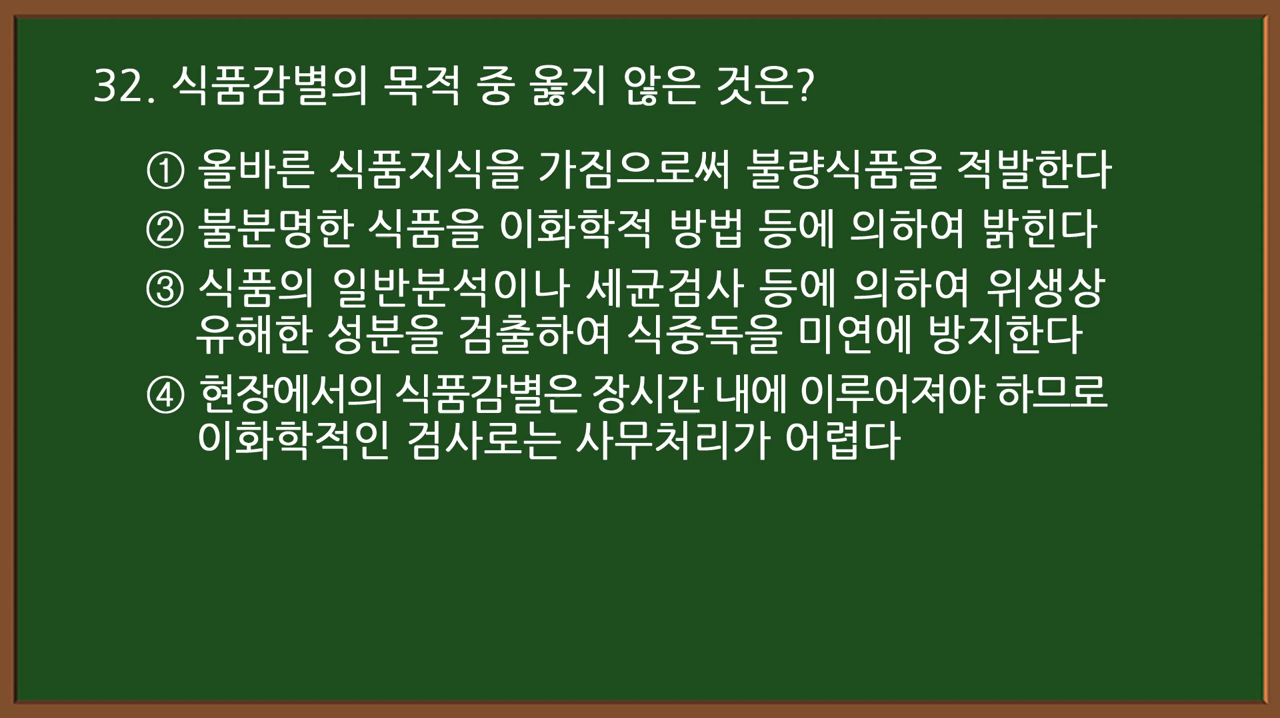 32. 식품감별의 목적 중 옳지 않은 것은?
① 올바른 식품지식을 가짐으로써 불량식품을 적발한다
② 불분명한 식품을 이화학적 방법 등에 의하여 밝힌다
③ 식품의 일반분석이나 세균검사 등에 의하여 위생상
유해한 성분을 검출하여 식중독을 미연에 방지한다
④ 현장에서의 식품감별은 장시간 내에 이루어져야 하므로
이화학적인 검사로는 사무처리가 어렵다